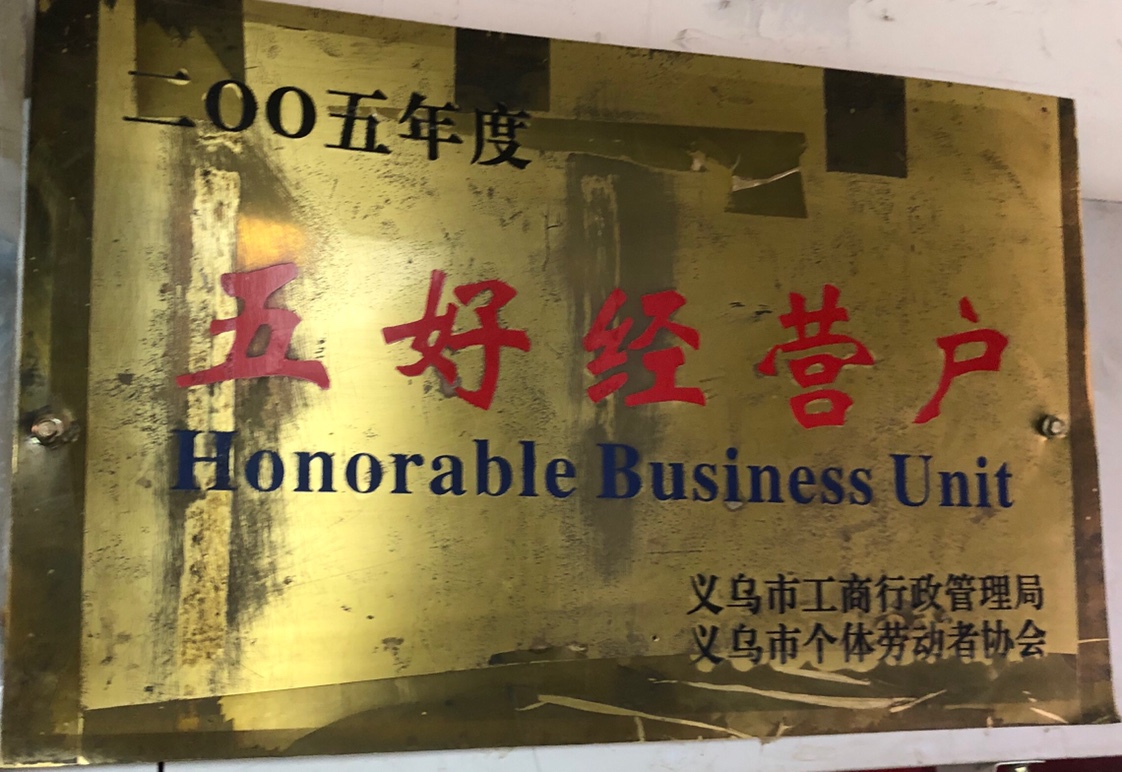 二OO五年度
五好经营户
Honorable Business Unit
义乌市工商行政管理局
义乌市个体劳动者协会